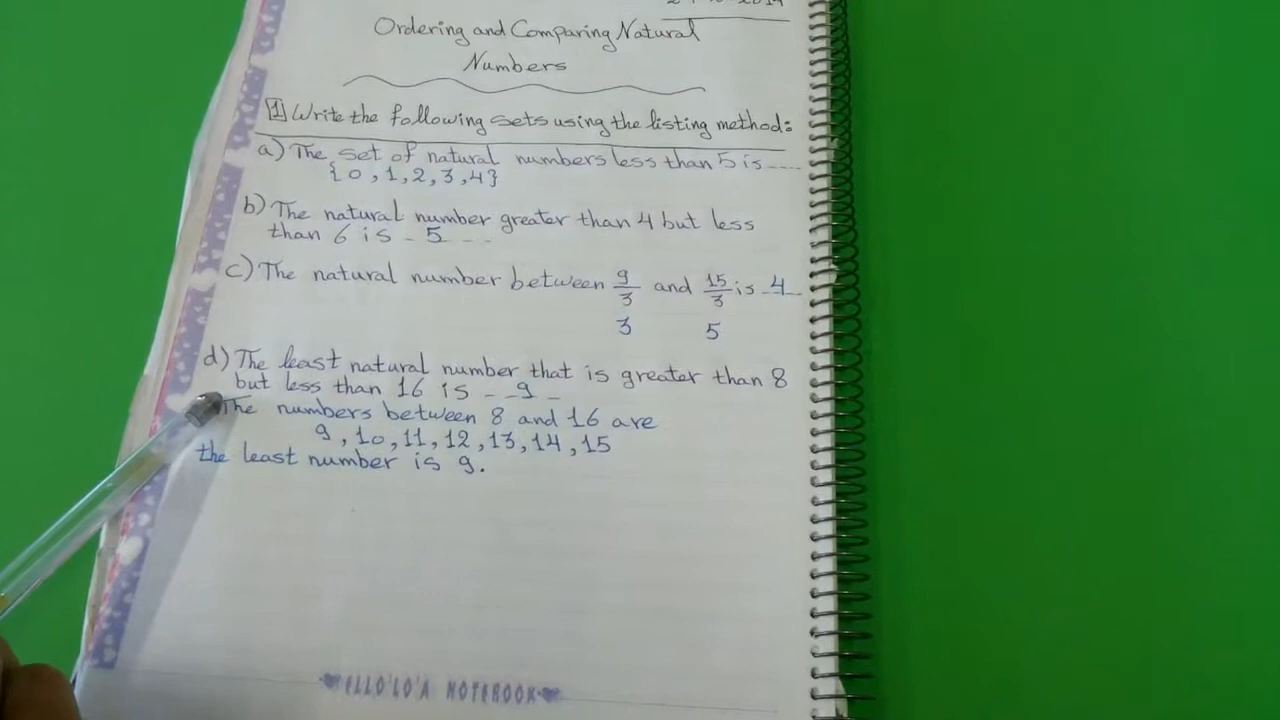 Ordering and Comparing Natural
Numbers
1 Write the following sets using the listing method:
a) The set of natural numbers less than 5 is ....
{0, 1, 2, 3, 4}
b) The natural number greater than 4 but less
than 6 is - 5 - - -
c) The natural number between 9/3 and 15/3 is 4
3 5
d) The least natural number that is greater than 8
but less than 16 is - - 9 -
The numbers between 8 and 16 are
9, 10, 11, 12, 13, 14, 15
the least number is 9.
ELLO'LO'A NOTEBOOK